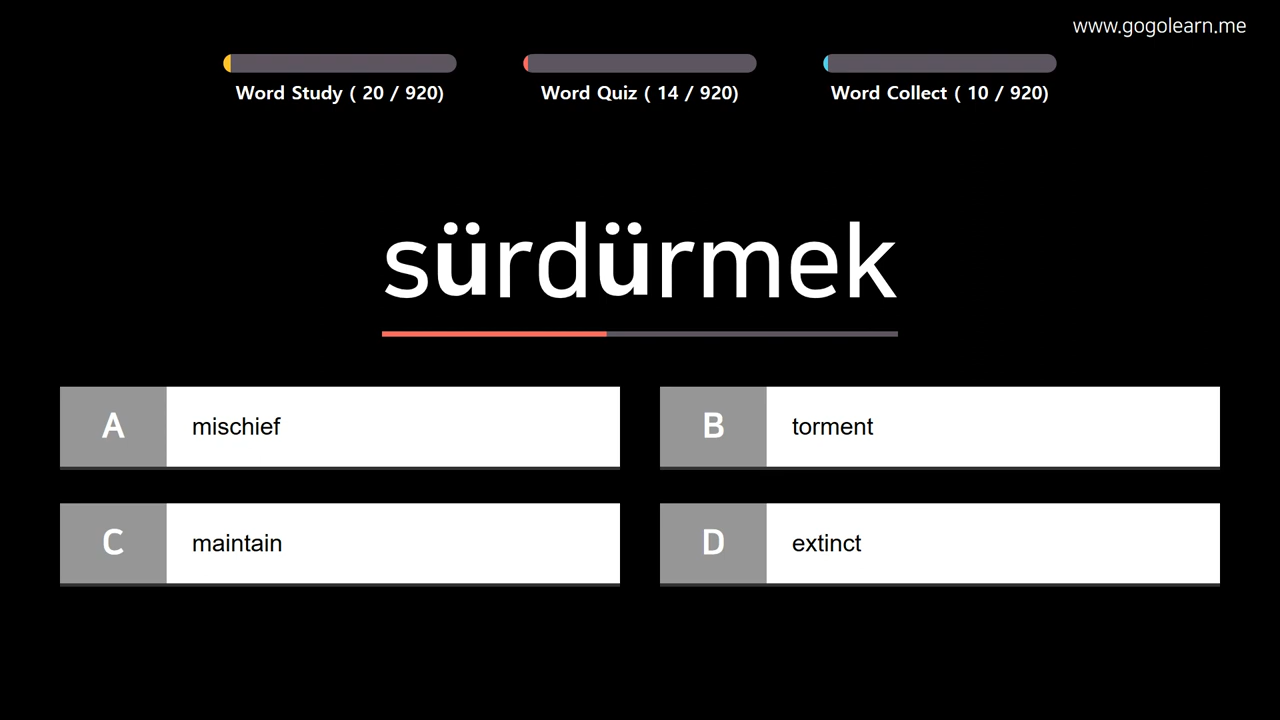 www.gogolearn.me
Word Study ( 20 / 920)
Word Quiz ( 14 / 920)
Word Collect ( 10 / 920)
sürdürmek
A mischief
B torment
C maintain
D extinct